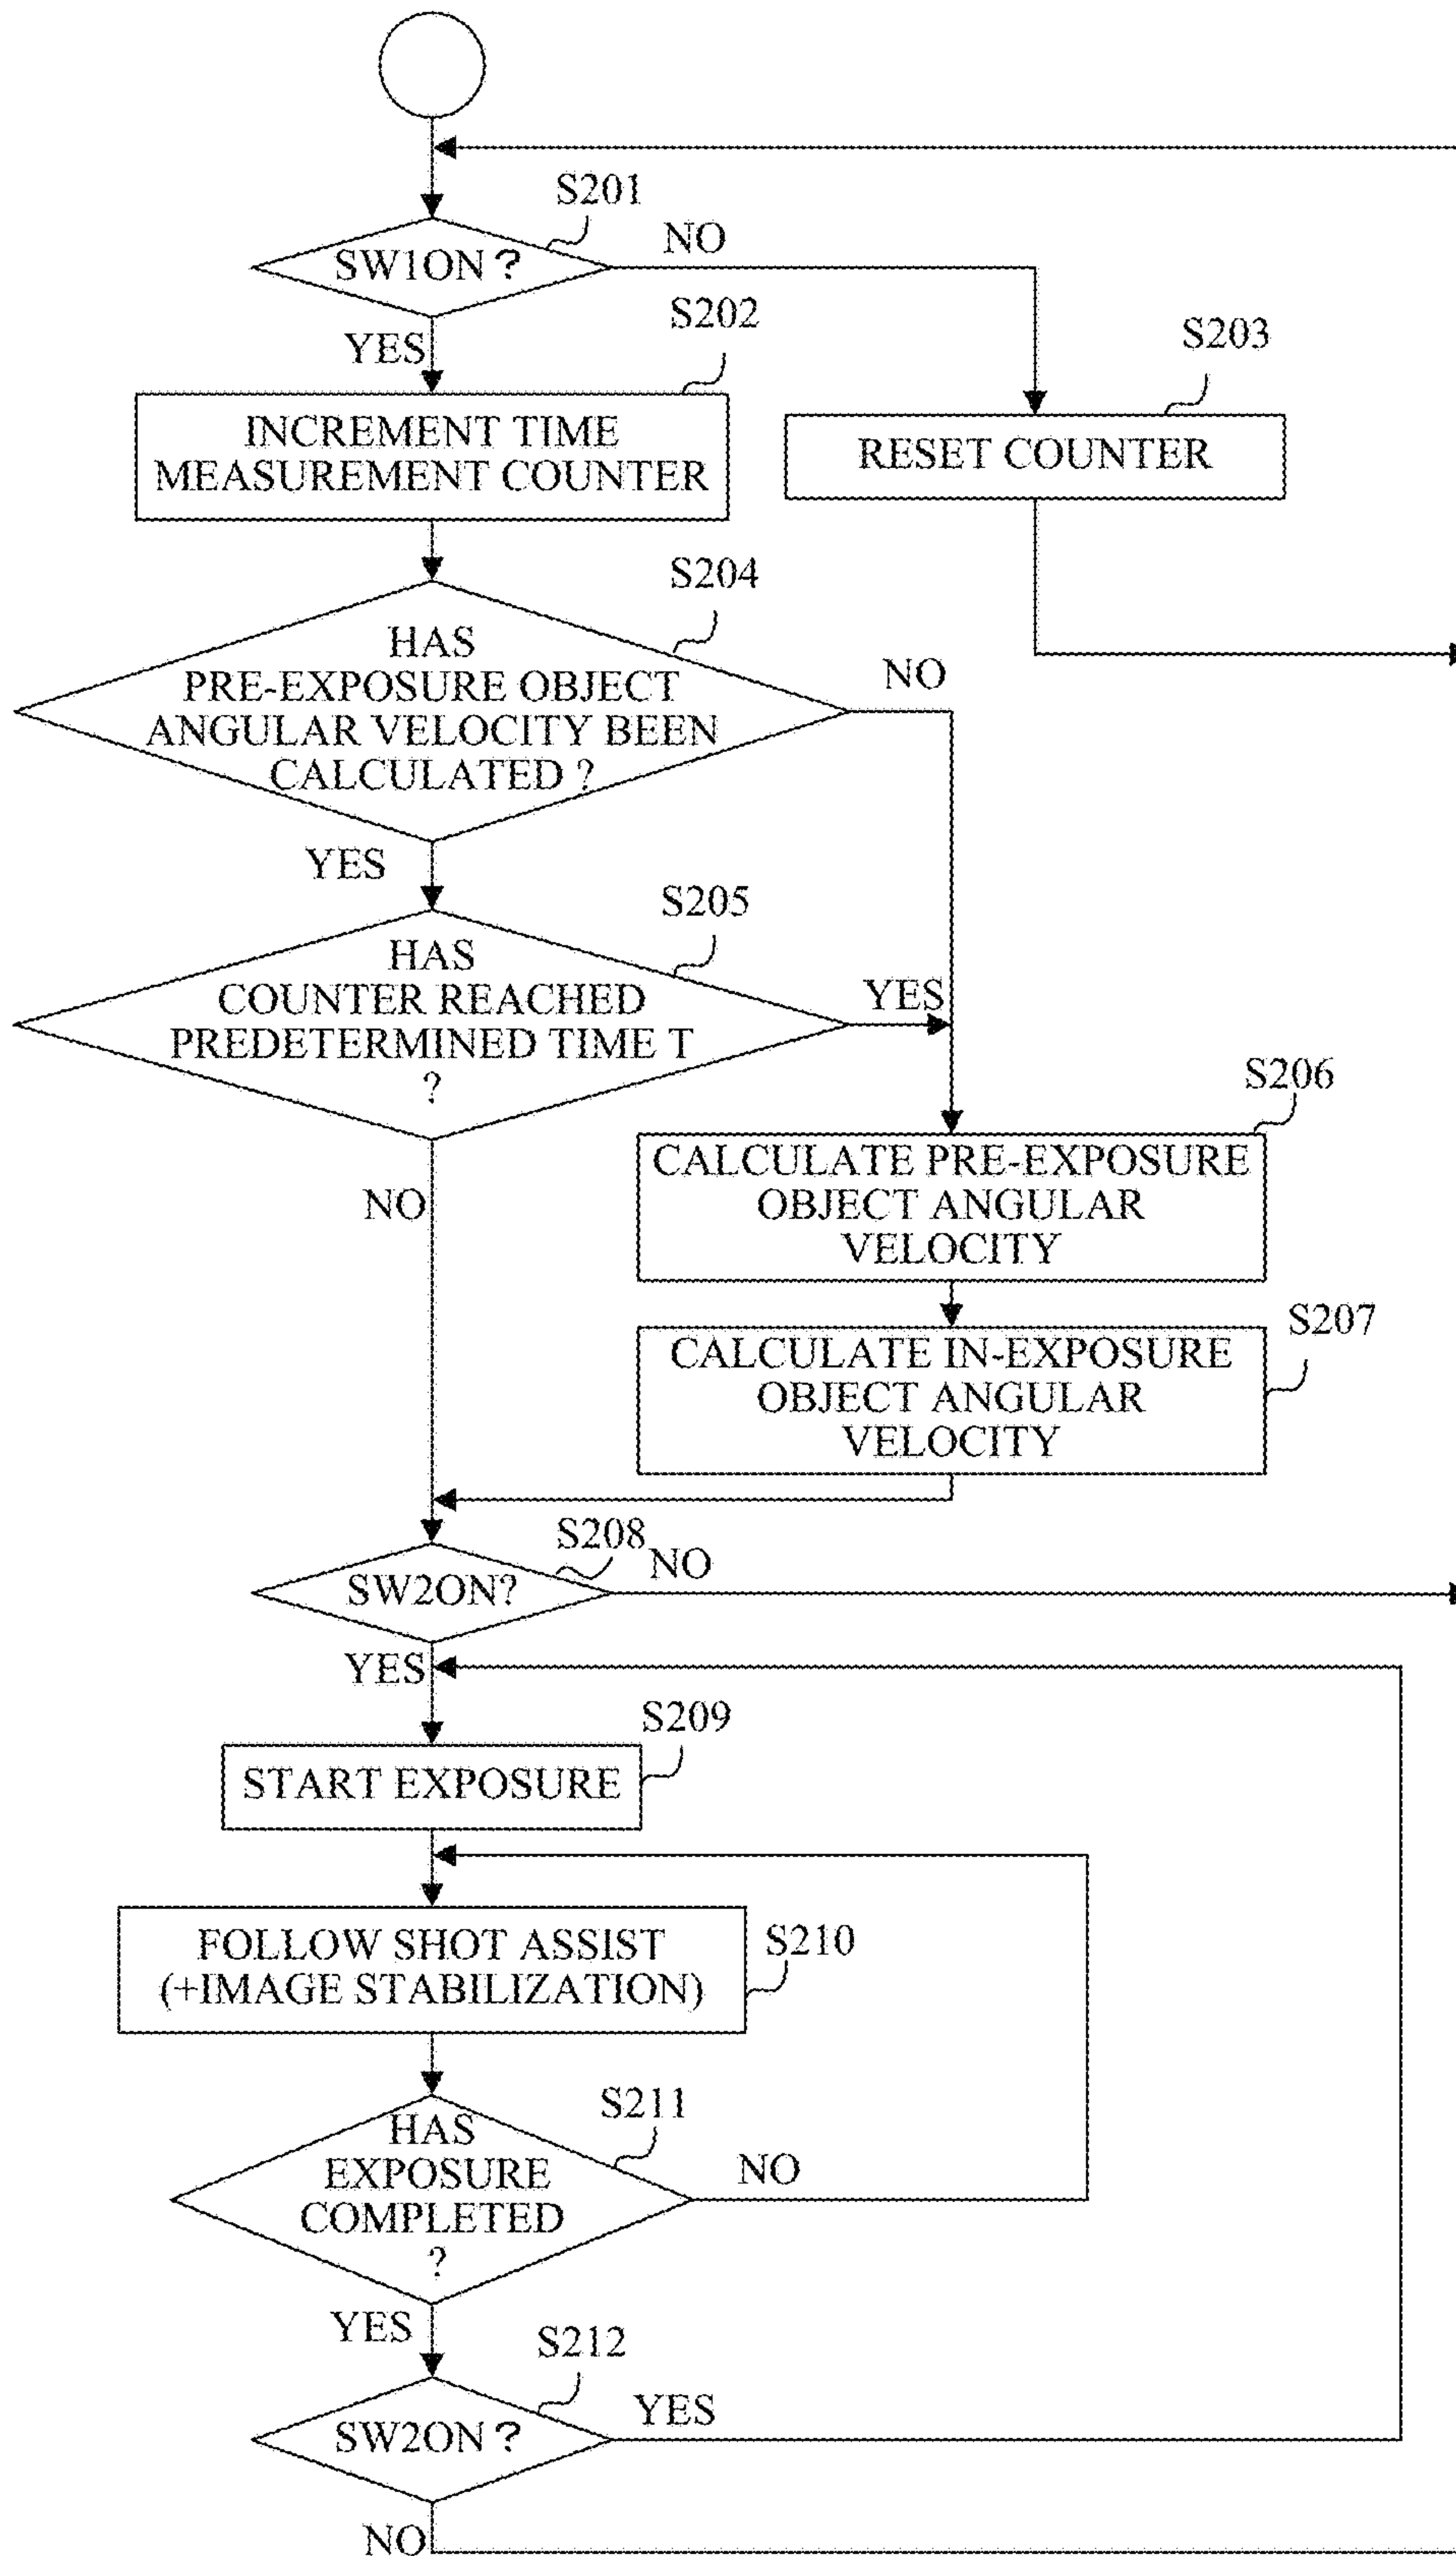 S201
SW1ON?
NO
YES
S202
INCREMENT TIME
MEASUREMENT COUNTER
S203
RESET COUNTER
S204
HAS
PRE-EXPOSURE OBJECT
ANGULAR VELOCITY BEEN
CALCULATED ?
NO
YES
S205
HAS
COUNTER REACHED
PREDETERMINED TIME T
?
YES
NO
S206
CALCULATE PRE-EXPOSURE
OBJECT ANGULAR
VELOCITY
S207
CALCULATE IN-EXPOSURE
OBJECT ANGULAR
VELOCITY
S208
SW2ON?
NO
YES
S209
START EXPOSURE
S210
FOLLOW SHOT ASSIST
(+IMAGE STABILIZATION)
S211
HAS
EXPOSURE
COMPLETED
?
NO
YES
S212
SW2ON?
YES
NO